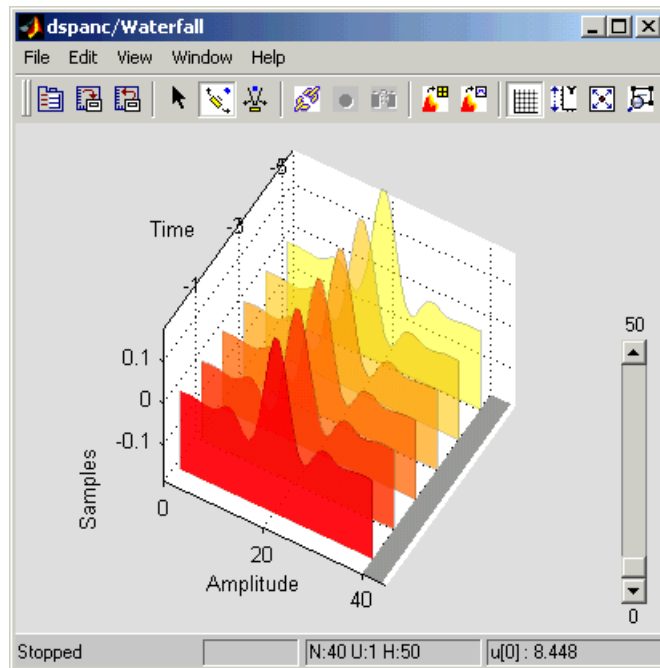 dspanc/Waterfall
File Edit View Window Help
-5
Time
-3
-1
50
0.1
0
-0.1
Samples
0
20
Amplitude
40
0
Stopped
N:40 U:1 H:50
u[0] : 8.448